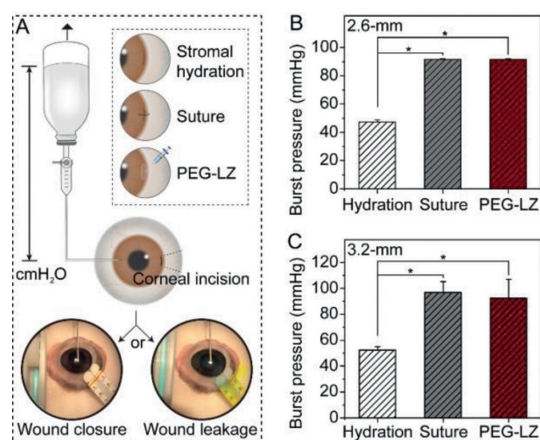 A
Stromal
hydration
Suture
PEG-LZ
cmH₂O
Corneal incision
or
Wound closure
Wound leakage
B
2.6-mm
*
*
Burst pressure (mmHg)
100
80
60
40
20
0
Hydration
Suture
PEG-LZ
C
3.2-mm
*
*
Burst pressure (mmHg)
120
100
80
60
40
20
0
Hydration
Suture
PEG-LZ